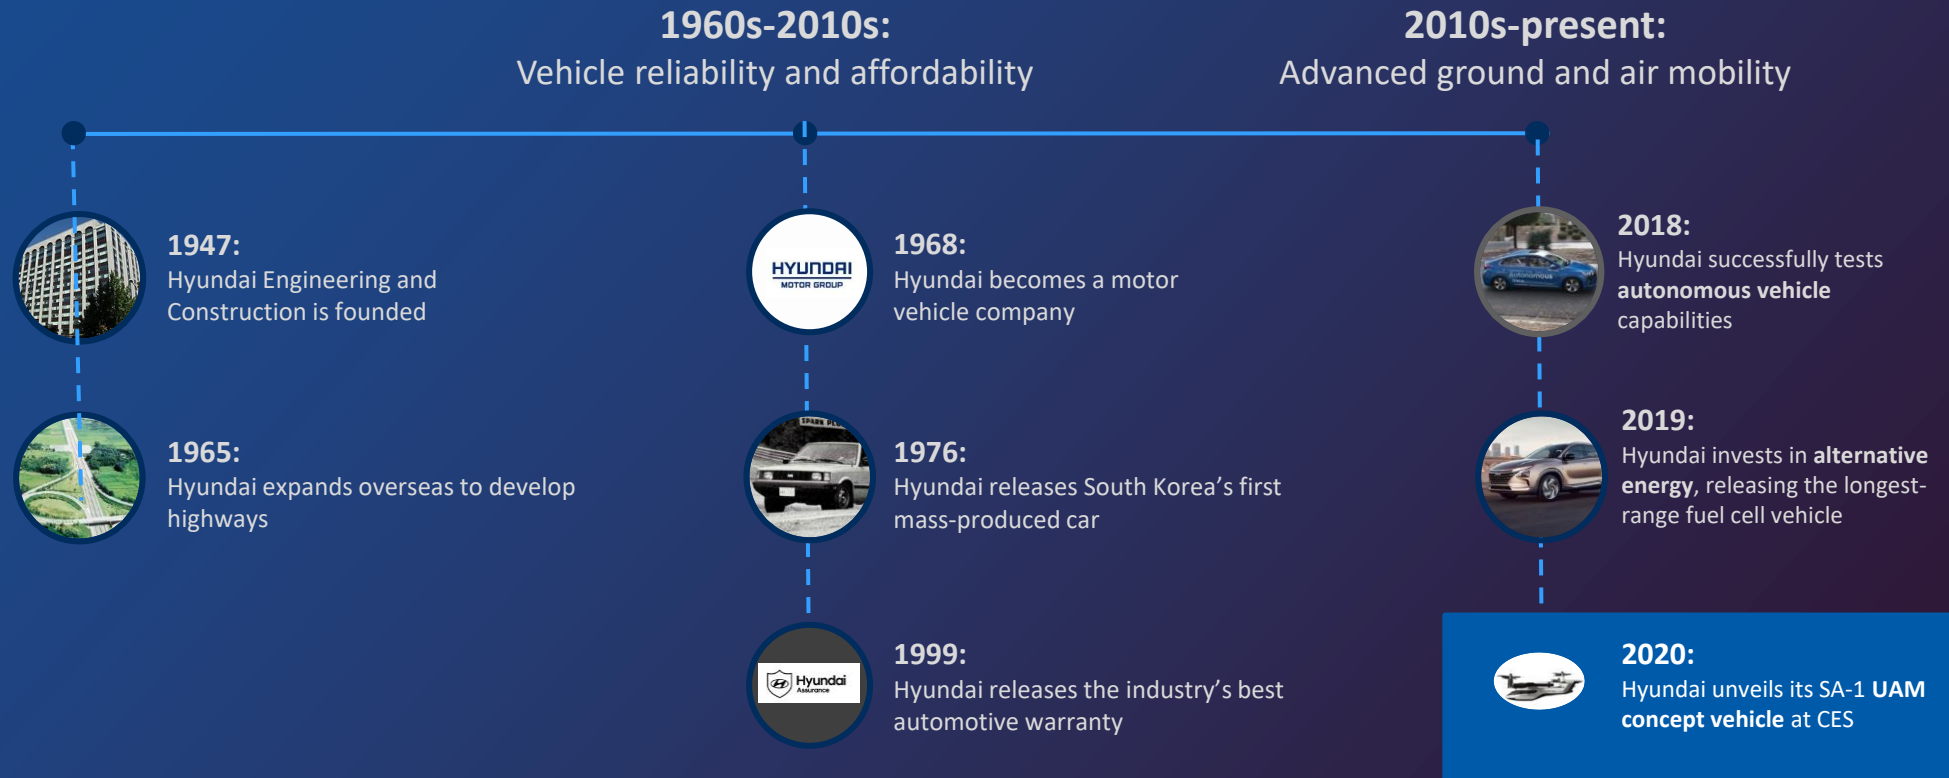 1960s-2010s:
Vehicle reliability and affordability
2010s-present:
Advanced ground and air mobility
1947:
Hyundai Engineering and
Construction is founded
1965:
Hyundai expands overseas to develop
highways
HYUNDAI
MOTOR GROUP
1968:
Hyundai becomes a motor
vehicle company
SPARK PLU
1976:
Hyundai releases South Korea’s first
mass-produced car
Hyundai
Assurance
1999:
Hyundai releases the industry’s best
automotive warranty
Autonomous
2018:
Hyundai successfully tests
autonomous vehicle
capabilities
2019:
Hyundai invests in alternative
energy, releasing the longest-
range fuel cell vehicle
2020:
Hyundai unveils its SA-1 UAM
concept vehicle at CES